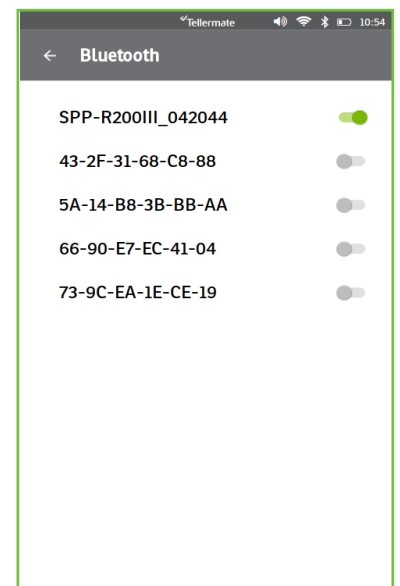 Tellermate 10:54
Bluetooth
SPP-R200III_042044
43-2F-31-68-C8-88
5A-14-B8-3B-BB-AA
66-90-E7-EC-41-04
73-9C-EA-1E-CE-19